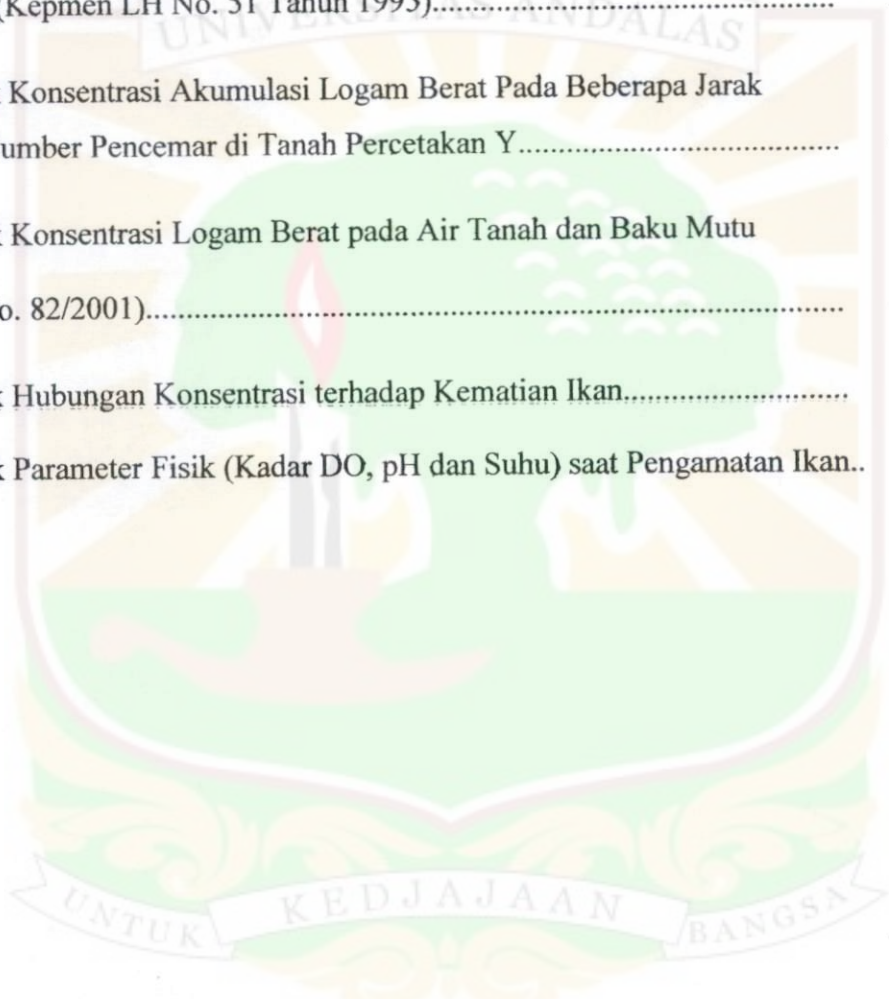 (Kepmen LH No. 51 Tahun 1995)
UNIVERSITAS ANDALAS
Konsentrasi Akumulasi Logam Berat Pada Beberapa Jarak
umber Pencemar di Tanah Percetakan Y
Konsentrasi Logam Berat pada Air Tanah dan Baku Mutu
o. 82/2001)
Hubungan Konsentrasi terhadap Kematian Ikan
Parameter Fisik (Kadar DO, pH dan Suhu) saat Pengamatan Ikan..
UNTUK KEDJAJAAN BANGSA